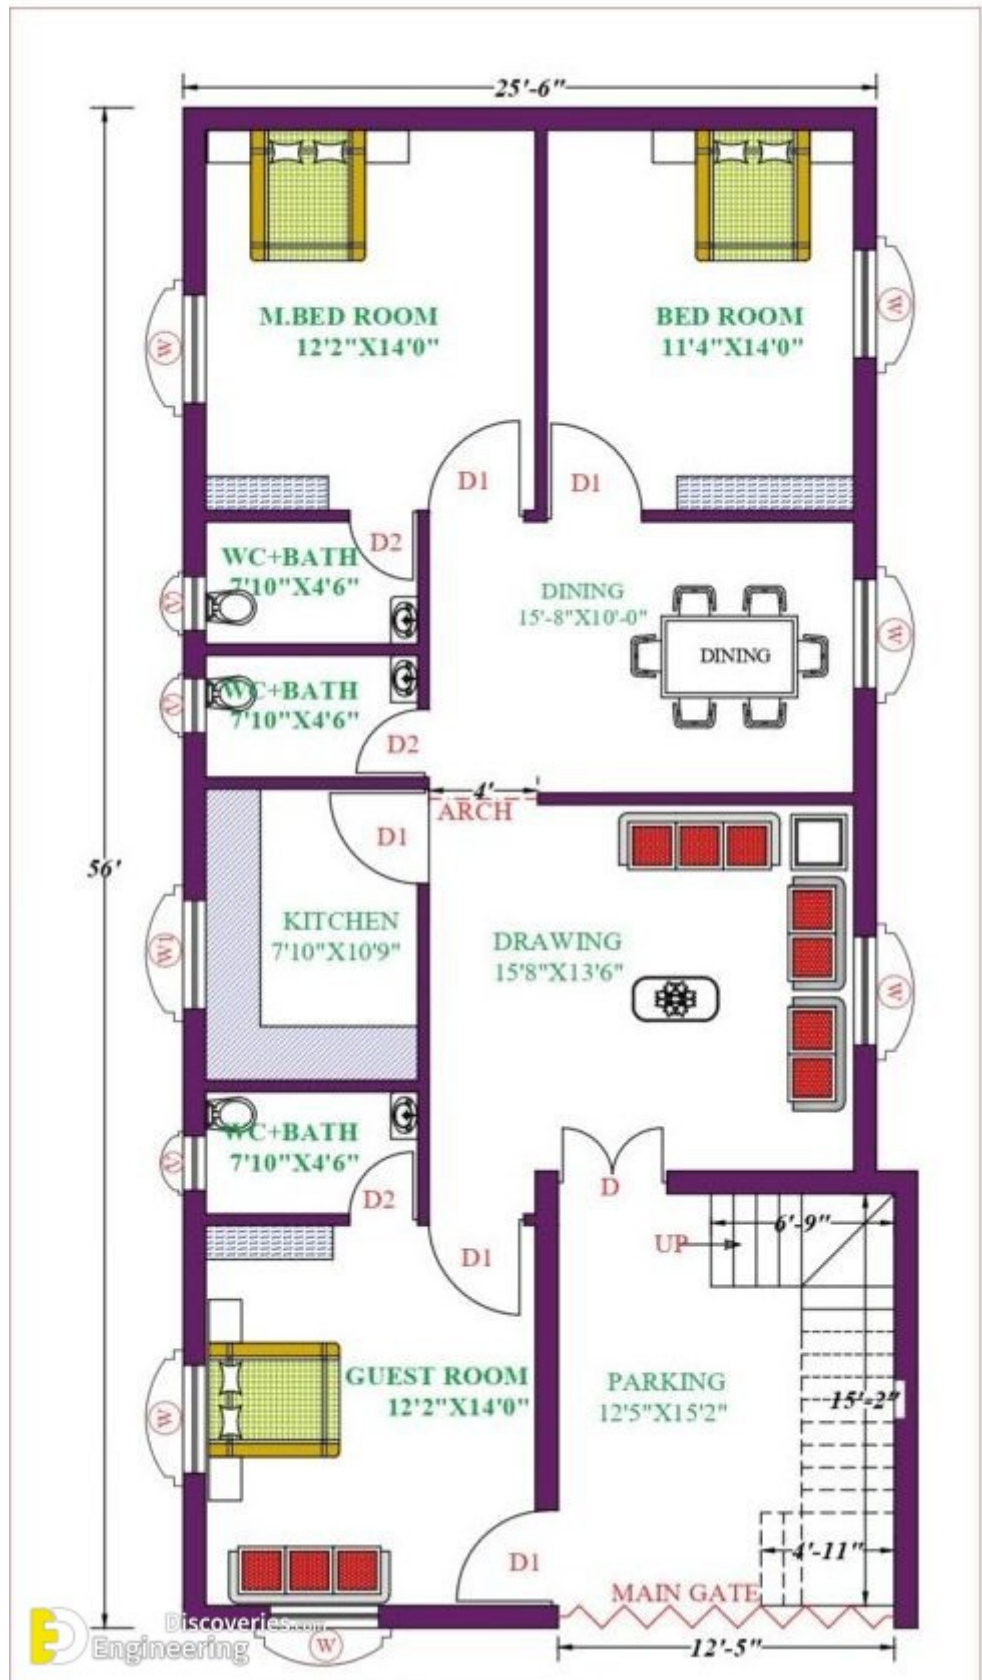 25'-6"
M.BED ROOM
12'2"X14'0"
BED ROOM
11'4"X14'0"
W
W
D1
D1
D2
WC+BATH
7'10"X4'6"
V
DINING
15'-8"X10'-0"
DINING
W
WC+BATH
7'10"X4'6"
V
D2
4'
ARCH
D1
56'
KITCHEN
7'10"X10'9"
W1
DRAWING
15'8"X13'6"
W
WC+BATH
7'10"X4'6"
V
D2
D
D1
6'-9"
UP
GUEST ROOM
12'2"X14'0"
W
PARKING
12'5"X15'2"
15'-2"
4'-11"
D1
MAIN GATE
12'-5"
W
ED
Discoveries.com
Engineering